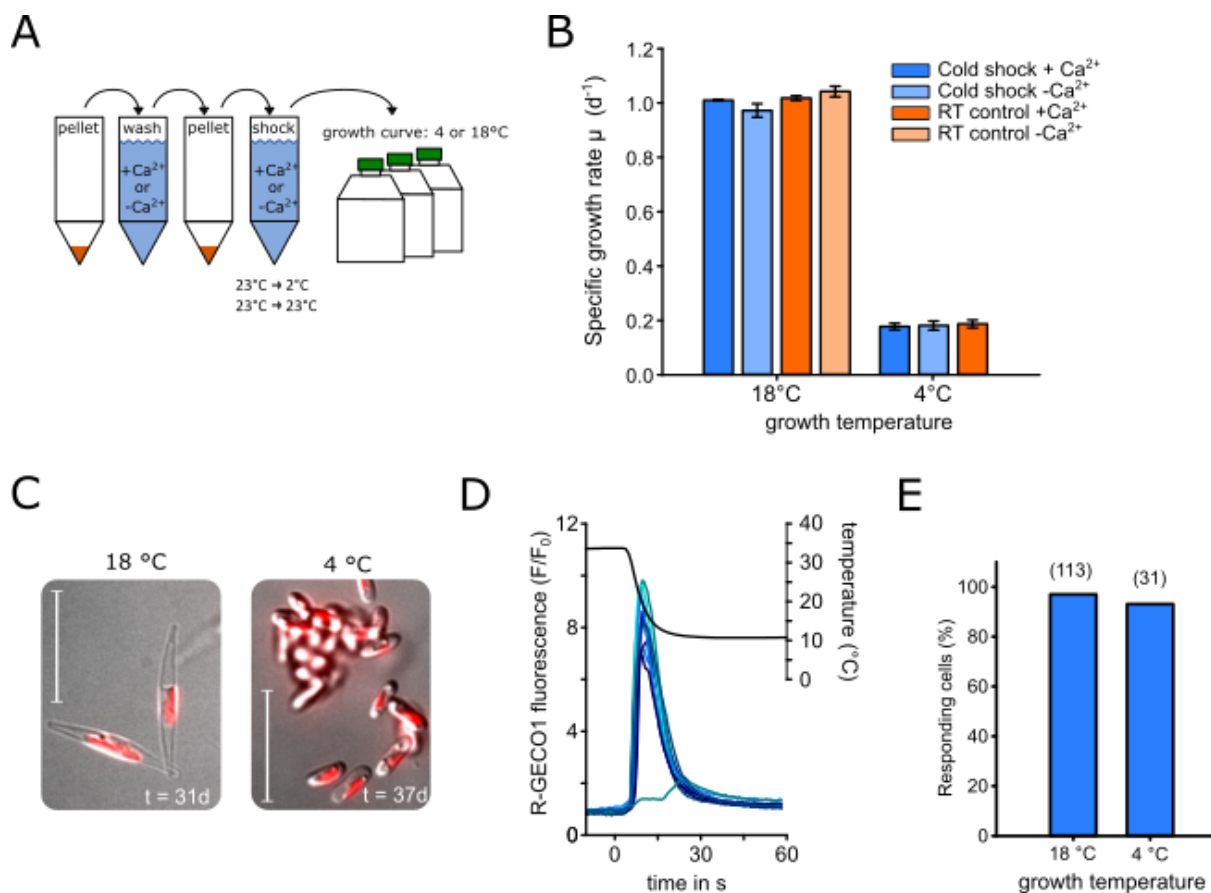 A
pellet
wash
pellet
shock
+Ca²⁺
or
-Ca²⁺
+Ca²⁺
or
-Ca²⁺
23°C → 2°C
23°C → 23°C
growth curve: 4 or 18°C
B
Specific growth rate μ (d⁻¹)
1.2
1.0
0.8
0.6
0.4
0.2
0.0
Cold shock + Ca²⁺
Cold shock -Ca²⁺
RT control +Ca²⁺
RT control -Ca²⁺
18°C
4°C
growth temperature
C
18 °C
t = 31d
4 °C
t = 37d
D
R-GECO1 fluorescence (F/F₀)
12
8
4
0
40
30
20
10
0
temperature (°C)
0
30
60
time in s
E
Responding cells (%)
100
80
60
40
20
0
(113)
(31)
18 °C
4 °C
growth temperature